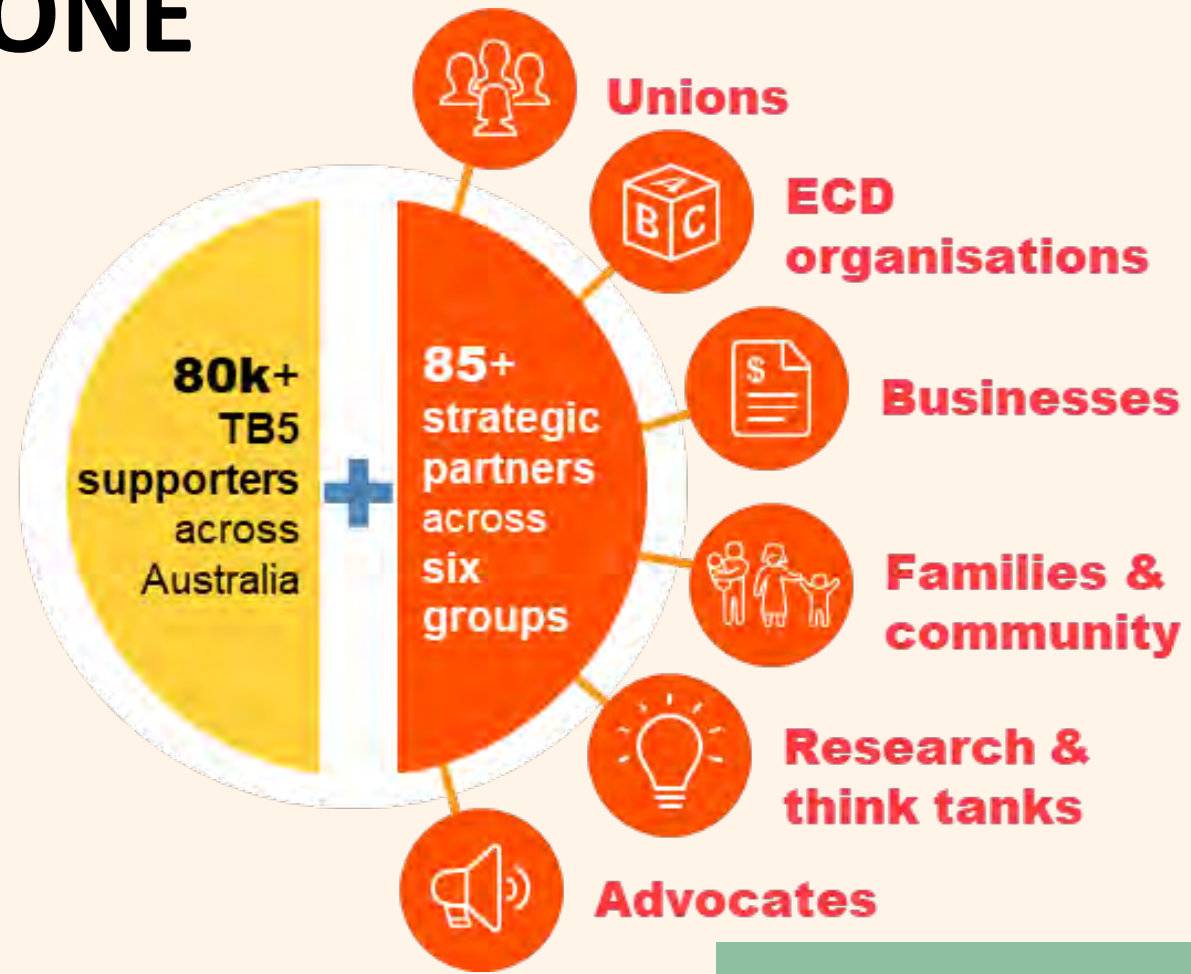 ONE
80k+
TB5
supporters
across
Australia
85+
strategic
partners
across
six
groups
Unions
A
B C
ECD
organisations
$
Businesses
Families &
community
Research &
think tanks
Advocates